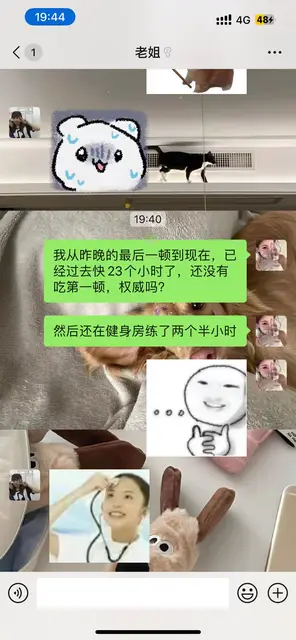 19:44
4G 48
1
老姐
19:40
我从昨晚的最后一顿到现在，已
经过去快 23 个小时了，还没有
吃第一顿，权威吗？
然后还在健身房练了两个半小时